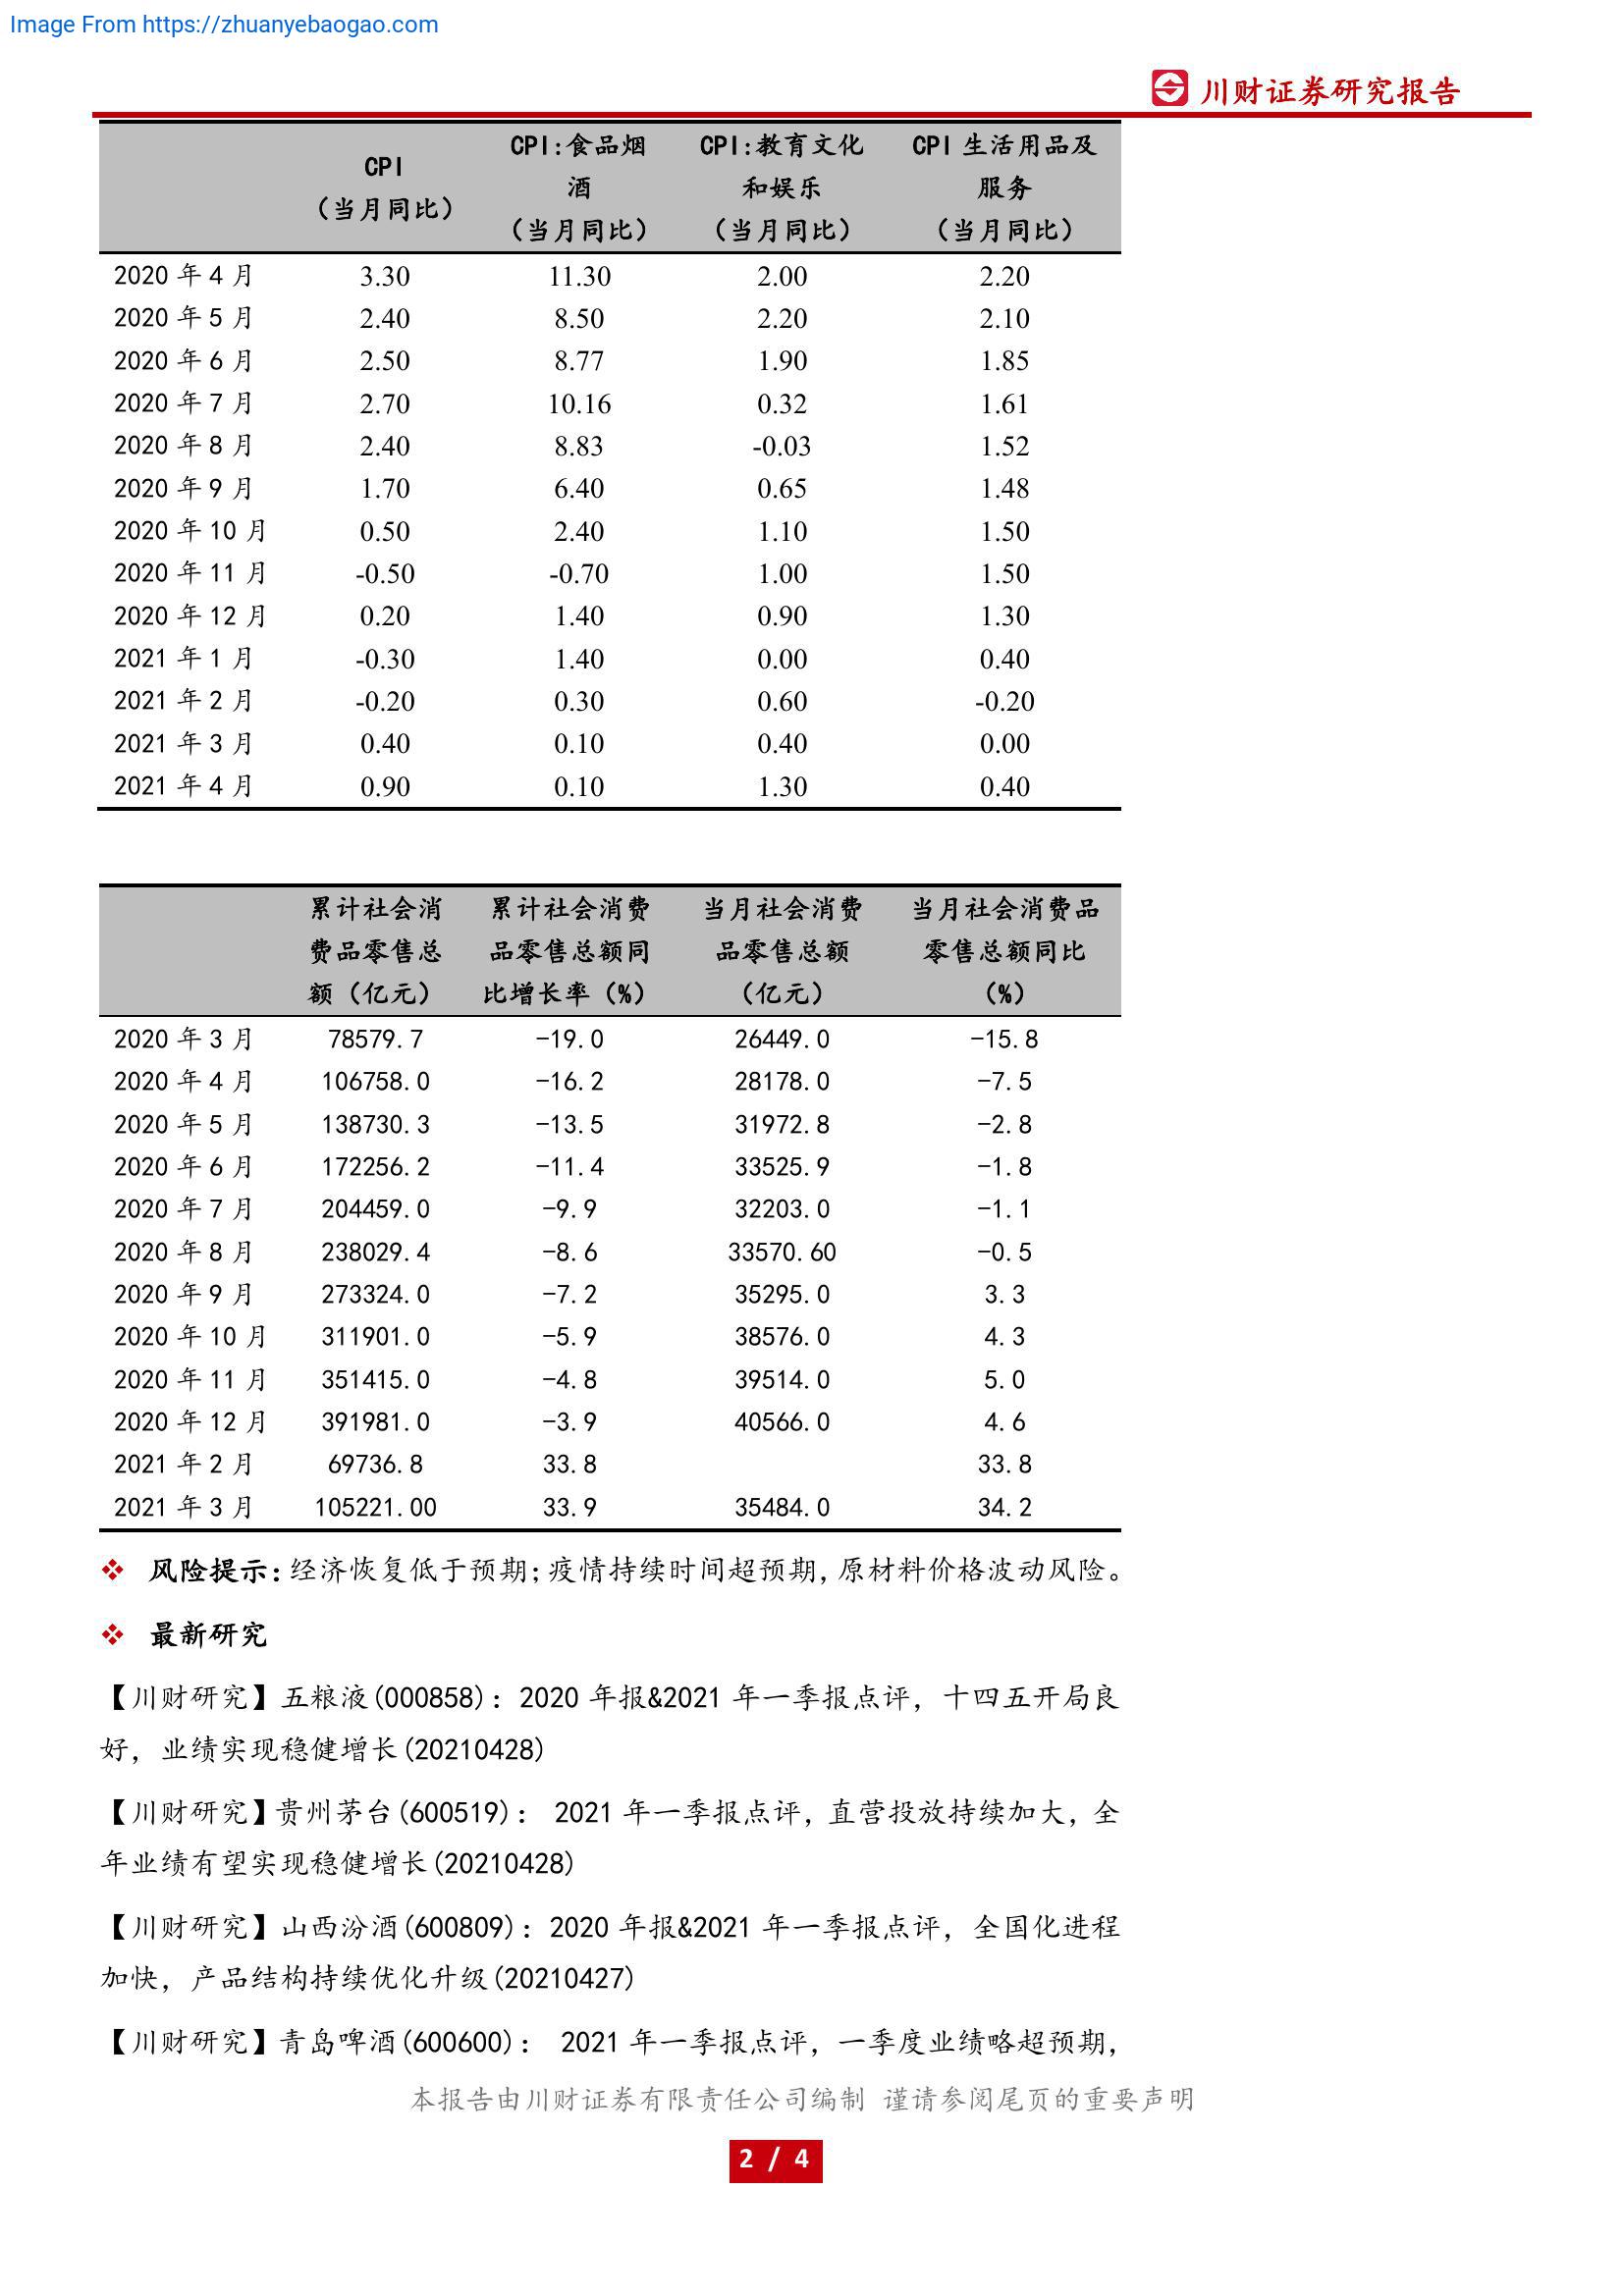 Image From https://zhuanyebaogao.com
川财证券研究报告
CPI
（当月同比）
CPI:食品烟
酒
（当月同比）
CPI:教育文化
和娱乐
（当月同比）
CPI 生活用品及
服务
（当月同比）
2020 年 4 月 3.30 11.30 2.00 2.20
2020 年 5 月 2.40 8.50 2.20 2.10
2020 年 6 月 2.50 8.77 1.90 1.85
2020 年 7 月 2.70 10.16 0.32 1.61
2020 年 8 月 2.40 8.83 -0.03 1.52
2020 年 9 月 1.70 6.40 0.65 1.48
2020 年 10 月 0.50 2.40 1.10 1.50
2020 年 11 月 -0.50 -0.70 1.00 1.50
2020 年 12 月 0.20 1.40 0.90 1.30
2021 年 1 月 -0.30 1.40 0.00 0.40
2021 年 2 月 -0.20 0.30 0.60 -0.20
2021 年 3 月 0.40 0.10 0.40 0.00
2021 年 4 月 0.90 0.10 1.30 0.40
累计社会消
费品零售总
额（亿元）
累计社会消费
品零售总额同
比增长率（%）
当月社会消费
品零售总额
（亿元）
当月社会消费品
零售总额同比
（%）
2020 年 3 月 78579.7 -19.0 26449.0 -15.8
2020 年 4 月 106758.0 -16.2 28178.0 -7.5
2020 年 5 月 138730.3 -13.5 31972.8 -2.8
2020 年 6 月 172256.2 -11.4 33525.9 -1.8
2020 年 7 月 204459.0 -9.9 32203.0 -1.1
2020 年 8 月 238029.4 -8.6 33570.60 -0.5
2020 年 9 月 273324.0 -7.2 35295.0 3.3
2020 年 10 月 311901.0 -5.9 38576.0 4.3
2020 年 11 月 351415.0 -4.8 39514.0 5.0
2020 年 12 月 391981.0 -3.9 40566.0 4.6
2021 年 2 月 69736.8 33.8 33.8
2021 年 3 月 105221.00 33.9 35484.0 34.2
❖ 风险提示：经济恢复低于预期；疫情持续时间超预期，原材料价格波动风险。
❖ 最新研究
【川财研究】五粮液(000858)：2020 年报&2021 年一季报点评，十四五开局良
好，业绩实现稳健增长(20210428)
【川财研究】贵州茅台(600519)： 2021 年一季报点评，直营投放持续加大，全
年业绩有望实现稳健增长(20210428)
【川财研究】山西汾酒(600809)：2020 年报&2021 年一季报点评，全国化进程
加快，产品结构持续优化升级(20210427)
【川财研究】青岛啤酒(600600)： 2021 年一季报点评，一季度业绩略超预期，
本报告由川财证券有限责任公司编制 谨请参阅尾页的重要声明
2 / 4